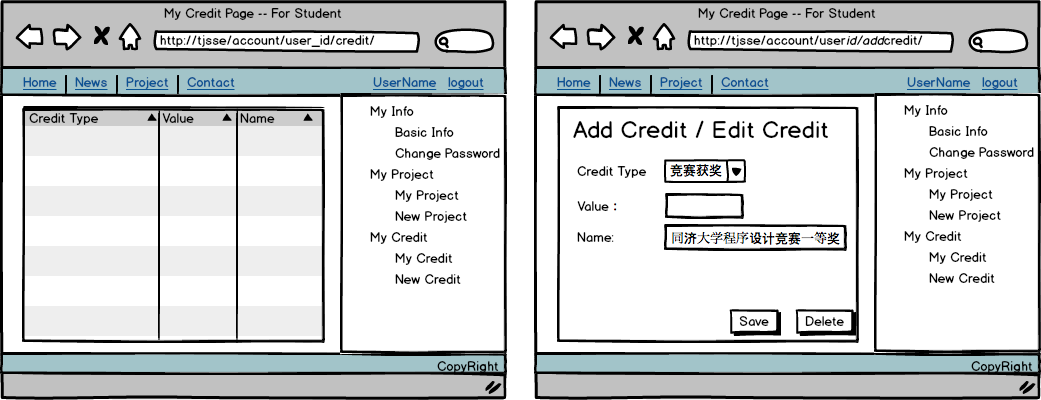 My Credit Page -- For Student
http://tjsse/account/user_id/credit/
Home News Project Contact UserName logout
Credit Type Value Name
My Info
Basic Info
Change Password
My Project
My Project
New Project
My Credit
My Credit
New Credit
CopyRight
My Credit Page -- For Student
http://tjsse/account/userid/addcredit/
Home News Project Contact UserName logout
Add Credit / Edit Credit
Credit Type 竞赛获奖
Value :
Name: 同济大学程序设计竞赛一等奖
Save Delete
My Info
Basic Info
Change Password
My Project
My Project
New Project
My Credit
My Credit
New Credit
CopyRight